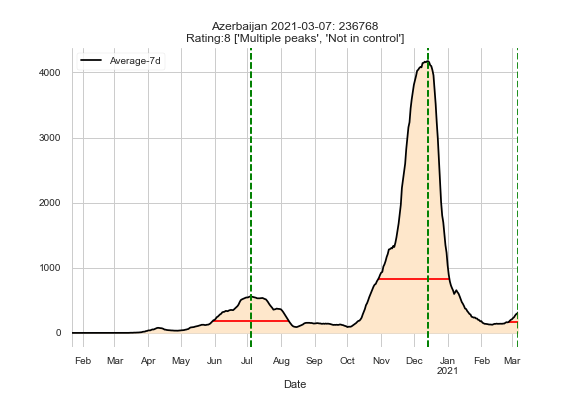 Azerbaijan 2021-03-07: 236768
Rating:8 ['Multiple peaks', 'Not in control']
Average-7d
4000
3000
2000
1000
0
Feb Mar Apr May Jun Jul Aug Sep Oct Nov Dec Jan Feb Mar
2021
Date